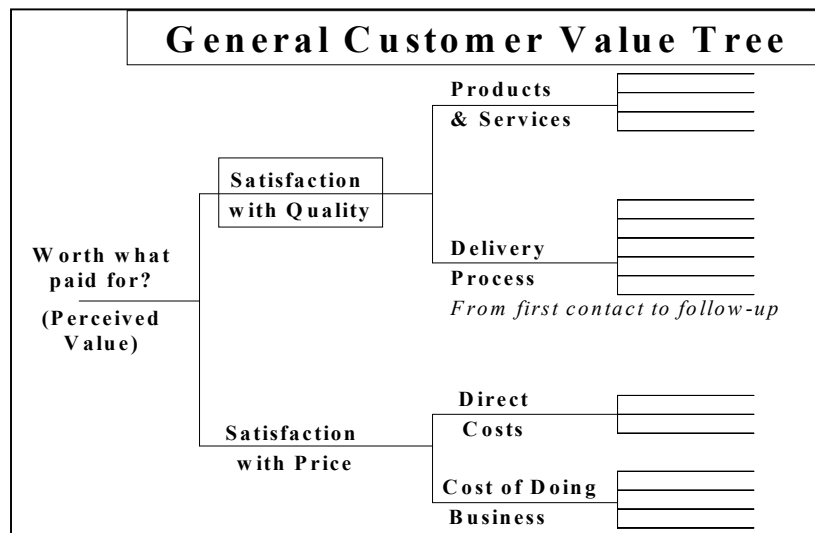 General Customer Value Tree
Products
& Services
Satisfaction
with Quality
Delivery
Process
From first contact to follow-up
Worth what
paid for?
(Perceived
Value)
Direct
Costs
Satisfaction
with Price
Cost of Doing
Business